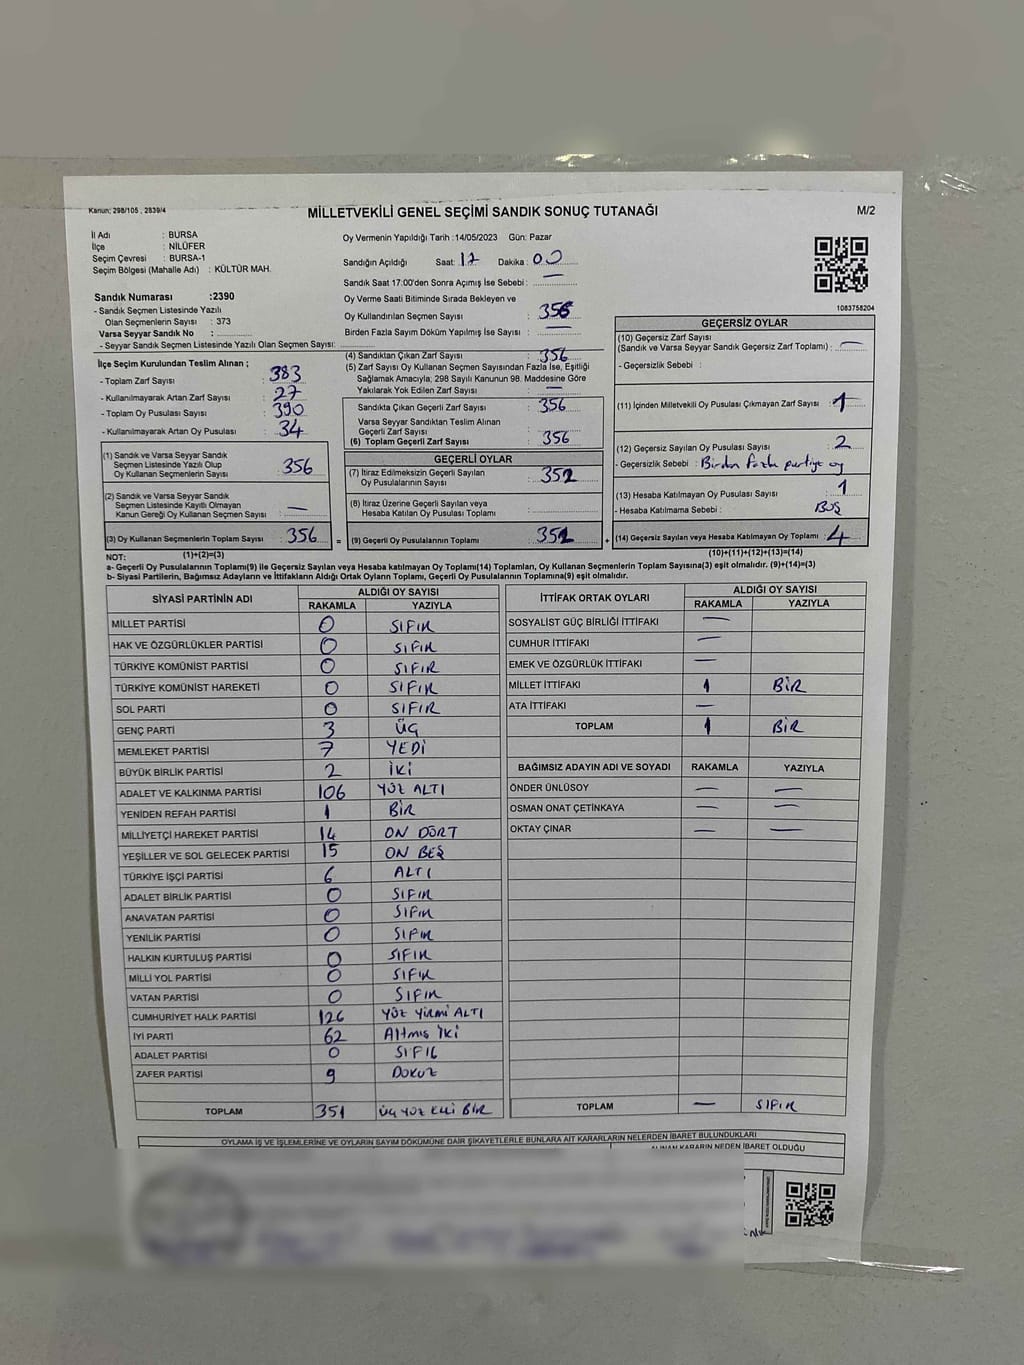 Kanun; 298/105 , 2839/4
MİLLETVEKİLİ GENEL SEÇİMİ SANDIK SONUÇ TUTANAĞI
M/2
İl Adı : BURSA
İlçe : NİLÜFER
Seçim Çevresi : BURSA-1
Seçim Bölgesi (Mahalle Adı) : KÜLTÜR MAH.
Sandık Numarası :2390
- Sandık Seçmen Listesinde Yazılı
Olan Seçmenlerin Sayısı : 373
Varsa Seyyar Sandık No :
- Seyyar Sandık Seçmen Listesinde Yazılı Olan Seçmen Sayısı:
Oy Vermenin Yapıldığı Tarih :14/05/2023 Gün: Pazar
Sandığın Açıldığı Saat: 17 Dakika : 00
Sandık Saat 17:00'den Sonra Açımış İse Sebebi : —
Oy Verme Saati Bitiminde Sırada Bekleyen ve
Oy Kullandırılan Seçmen Sayısı : 356
Birden Fazla Sayım Döküm Yapılmış İse Sayısı : —
1083758204
İlçe Seçim Kurulundan Teslim Alınan ;
- Toplam Zarf Sayısı : 383
- Kullanılmayarak Artan Zarf Sayısı : 27
- Toplam Oy Pusulası Sayısı : 390
- Kullanılmayarak Artan Oy Pusulası : 34
(1) Sandık ve Varsa Seyyar Sandık
Seçmen Listesinde Yazılı Olup
Oy Kullanan Seçmenlerin Sayısı : 356
(2) Sandık ve Varsa Seyyar Sandık
Seçmen Listesinde Kayıtlı Olmayan
Kanun Gereği Oy Kullanan Seçmen Sayısı : —
(3) Oy Kullanan Seçmenlerin Toplam Sayısı : 356 =
(4) Sandıktan Çıkan Zarf Sayısı : 356
(5) Zarf Sayısı Oy Kullanan Seçmen Sayısından Fazla İse, Eşitliği
Sağlamak Amacıyla; 298 Sayılı Kanunun 98. Maddesine Göre
Yakılarak Yok Edilen Zarf Sayısı : —
Sandıkta Çıkan Geçerli Zarf Sayısı : 356
Varsa Seyyar Sandıktan Teslim Alınan
Geçerli Zarf Sayısı :
(6) Toplam Geçerli Zarf Sayısı : 356
GEÇERLİ OYLAR
(7) İtiraz Edilmeksizin Geçerli Sayılan
Oy Pusulalarının Sayısı : 352
(8) İtiraz Üzerine Geçerli Sayılan veya
Hesaba Katılan Oy Pusulası Toplamı :
(9) Geçerli Oy Pusulalarının Toplamı : 352 +
GEÇERSİZ OYLAR
(10) Geçersiz Zarf Sayısı
(Sandık ve Varsa Seyyar Sandık Geçersiz Zarf Toplamı) : —
- Geçersizlik Sebebi :
(11) İçinden Milletvekili Oy Pusulası Çıkmayan Zarf Sayısı : 1
(12) Geçersiz Sayılan Oy Pusulası Sayısı : 2
- Geçersizlik Sebebi : Birden fazla partiye oy
(13) Hesaba Katılmayan Oy Pusulası Sayısı : 1
- Hesaba Katılmama Sebebi : BOŞ
(14) Geçersiz Sayılan veya Hesaba Katılmayan Oy Toplamı : 4
NOT: (1)+(2)=(3) (10)+(11)+(12)+(13)=(14)
a- Geçerli Oy Pusulalarının Toplamı(9) ile Geçersiz Sayılan veya Hesaba Katılmayan Oy Toplamı(14) Toplamları, Oy Kullanan Seçmenlerin Toplam Sayısına(3) eşit olmalıdır. (9)+(14)=(3)
b- Siyasi Partilerin, Bağımsız Adayların ve İttifakların Aldığı Ortak Oyların Toplamı, Geçerli Oy Pusulalarının Toplamına(9) eşit olmalıdır.
SİYASİ PARTİNİN ADI ALDIĞI OY SAYISI
RAKAMLA YAZIYLA
MİLLET PARTİSİ 0 SIFIR
HAK VE ÖZGÜRLÜKLER PARTİSİ 0 SIFIR
TÜRKİYE KOMÜNİST PARTİSİ 0 SIFIR
TÜRKİYE KOMÜNİST HAREKETİ 0 SIFIR
SOL PARTİ 0 SIFIR
GENÇ PARTİ 3 ÜÇ
MEMLEKET PARTİSİ 7 YEDİ
BÜYÜK BİRLİK PARTİSİ 2 İKİ
ADALET VE KALKINMA PARTİSİ 106 YÜZ ALTI
YENİDEN REFAH PARTİSİ 1 BİR
MİLLİYETÇİ HAREKET PARTİSİ 14 ON DÖRT
YEŞİLLER VE SOL GELECEK PARTİSİ 15 ON BEŞ
TÜRKİYE İŞÇİ PARTİSİ 6 ALTI
ADALET BİRLİK PARTİSİ 0 SIFIR
ANAVATAN PARTİSİ 0 SIFIR
YENİLİK PARTİSİ 0 SIFIR
HALKIN KURTULUŞ PARTİSİ 0 SIFIR
MİLLİ YOL PARTİSİ 0 SIFIR
VATAN PARTİSİ 0 SIFIR
CUMHURİYET HALK PARTİSİ 126 YÜZ YİRMİ ALTI
İYİ PARTİ 62 ALTMIŞ İKİ
ADALET PARTİSİ 0 SIFIR
ZAFER PARTİSİ 9 DOKUZ
TOPLAM 351 ÜÇ YÜZ ELLİ BİR
İTTİFAK ORTAK OYLARI ALDIĞI OY SAYISI
RAKAMLA YAZIYLA
SOSYALİST GÜÇ BİRLİĞİ İTTİFAKI —
CUMHUR İTTİFAKI —
EMEK VE ÖZGÜRLÜK İTTİFAKI —
MİLLET İTTİFAKI 1 BİR
ATA İTTİFAKI —
TOPLAM 1 BİR
BAĞIMSIZ ADAYIN ADI VE SOYADI RAKAMLA YAZIYLA
ÖNDER ÜNLÜSOY — —
OSMAN ONAT ÇETİNKAYA — —
OKTAY ÇINAR — —
TOPLAM — SIFIR
OYLAMA İŞ VE İŞLEMLERİNE VE OYLARIN SAYIM DÖKÜMÜNE DAİR ŞİKAYETLERLE BUNLARA AİT KARARLARIN NELERDEN İBARET BULUNDUKLARI
ALINAN KARARIN NEDEN İBARET OLDUĞU